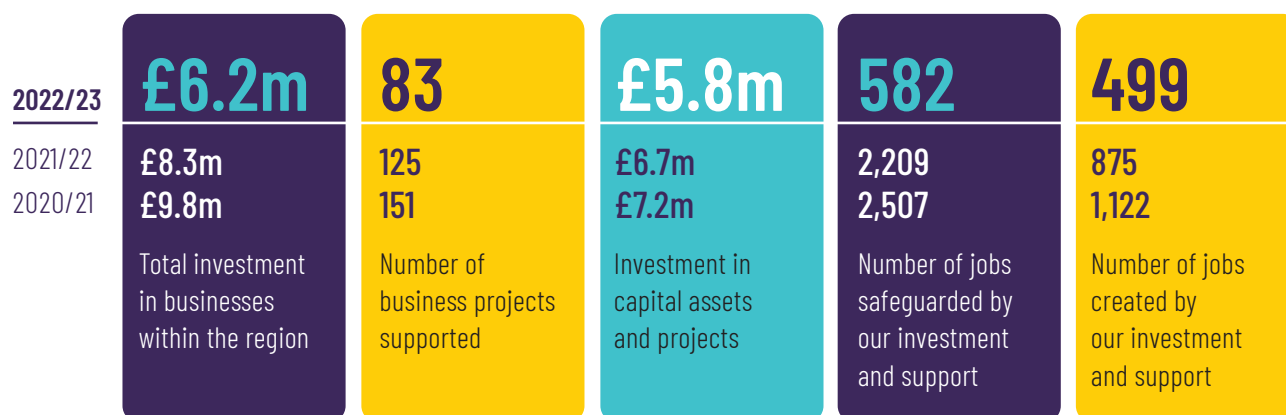 2022/23 £6.2m 83 £5.8m 582 499
2021/22 £8.3m 125 £6.7m 2,209 875
2020/21 £9.8m 151 £7.2m 2,507 1,122
Total investment
in businesses
within the region
Number of
business projects
supported
Investment in
capital assets
and projects
Number of jobs
safeguarded by
our investment
and support
Number of jobs
created by
our investment
and support